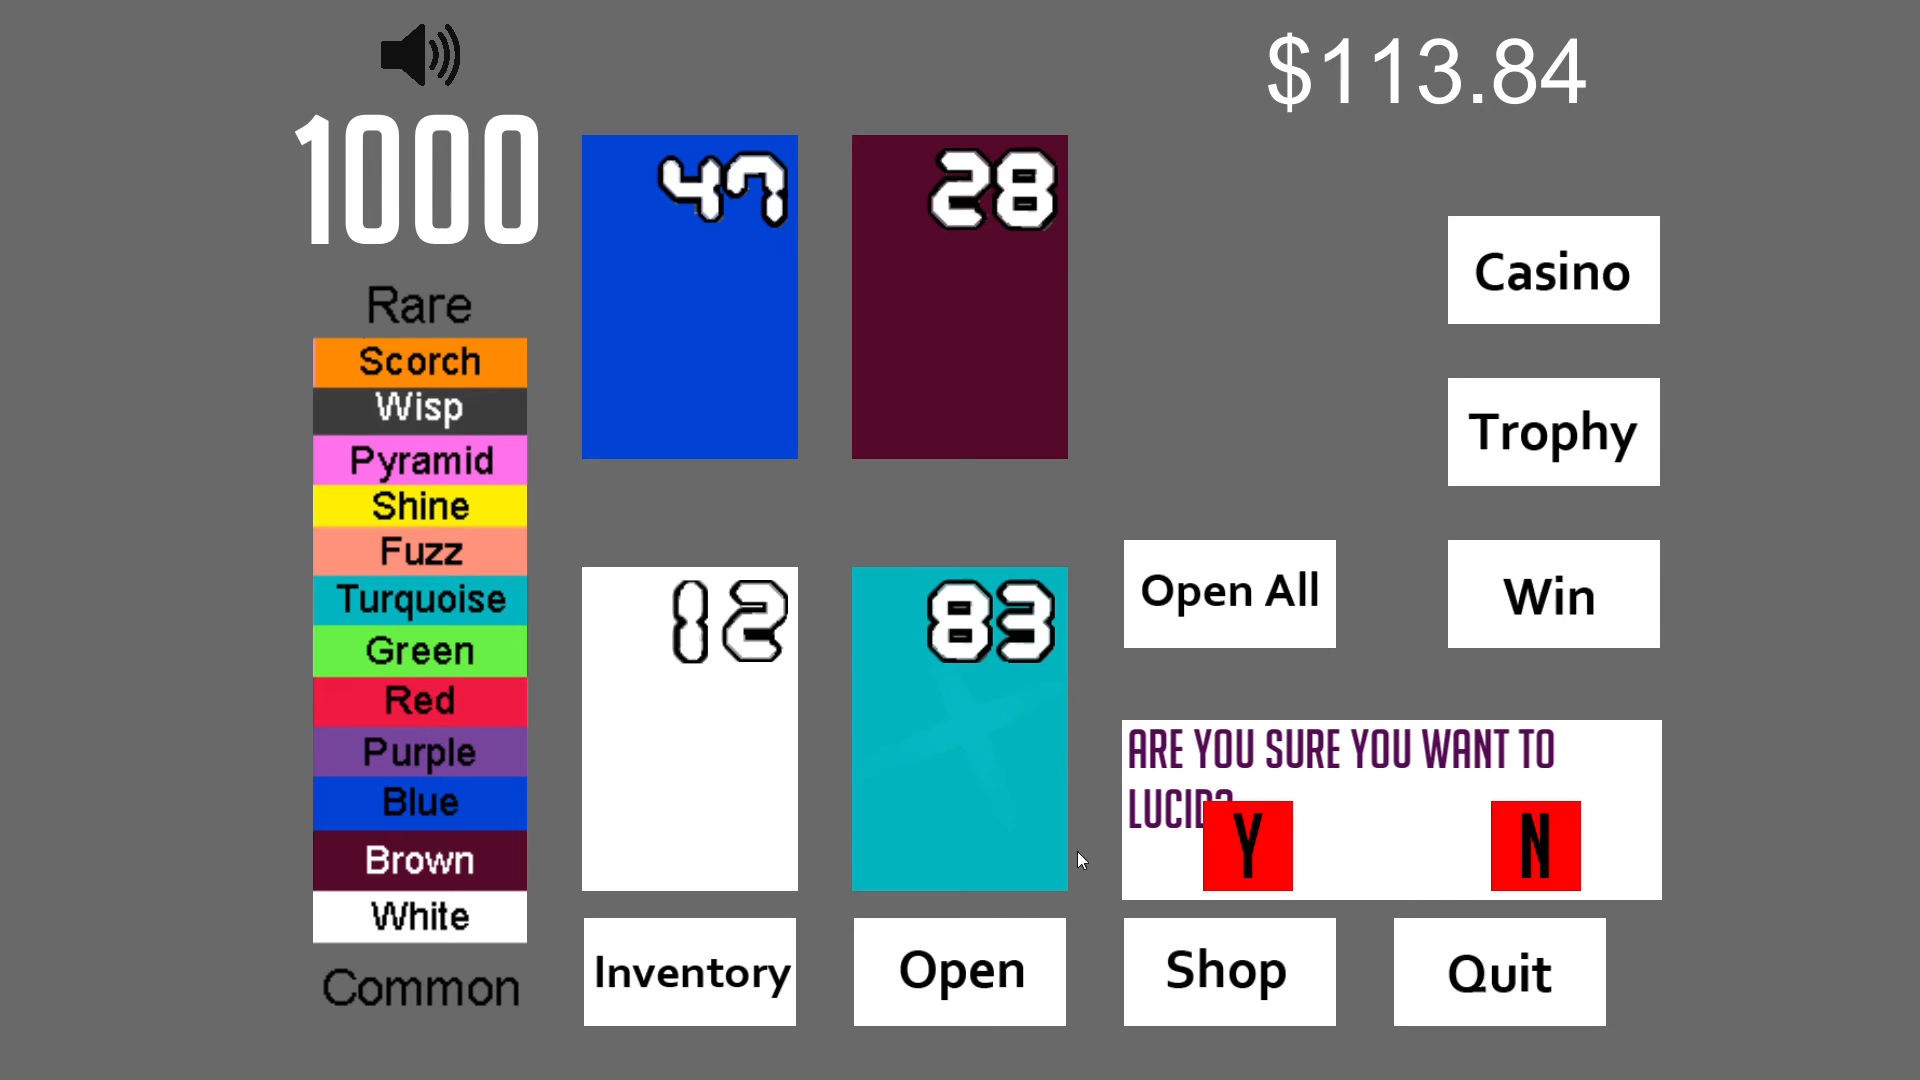 $113.84
1000
47
28
Casino
Rare
Scorch
Wisp
Pyramid
Shine
Fuzz
Turquoise
Green
Red
Purple
Blue
Brown
White
Common
Trophy
12
83
Open All
Win
ARE YOU SURE YOU WANT TO
LUCID?
Y
N
Inventory
Open
Shop
Quit